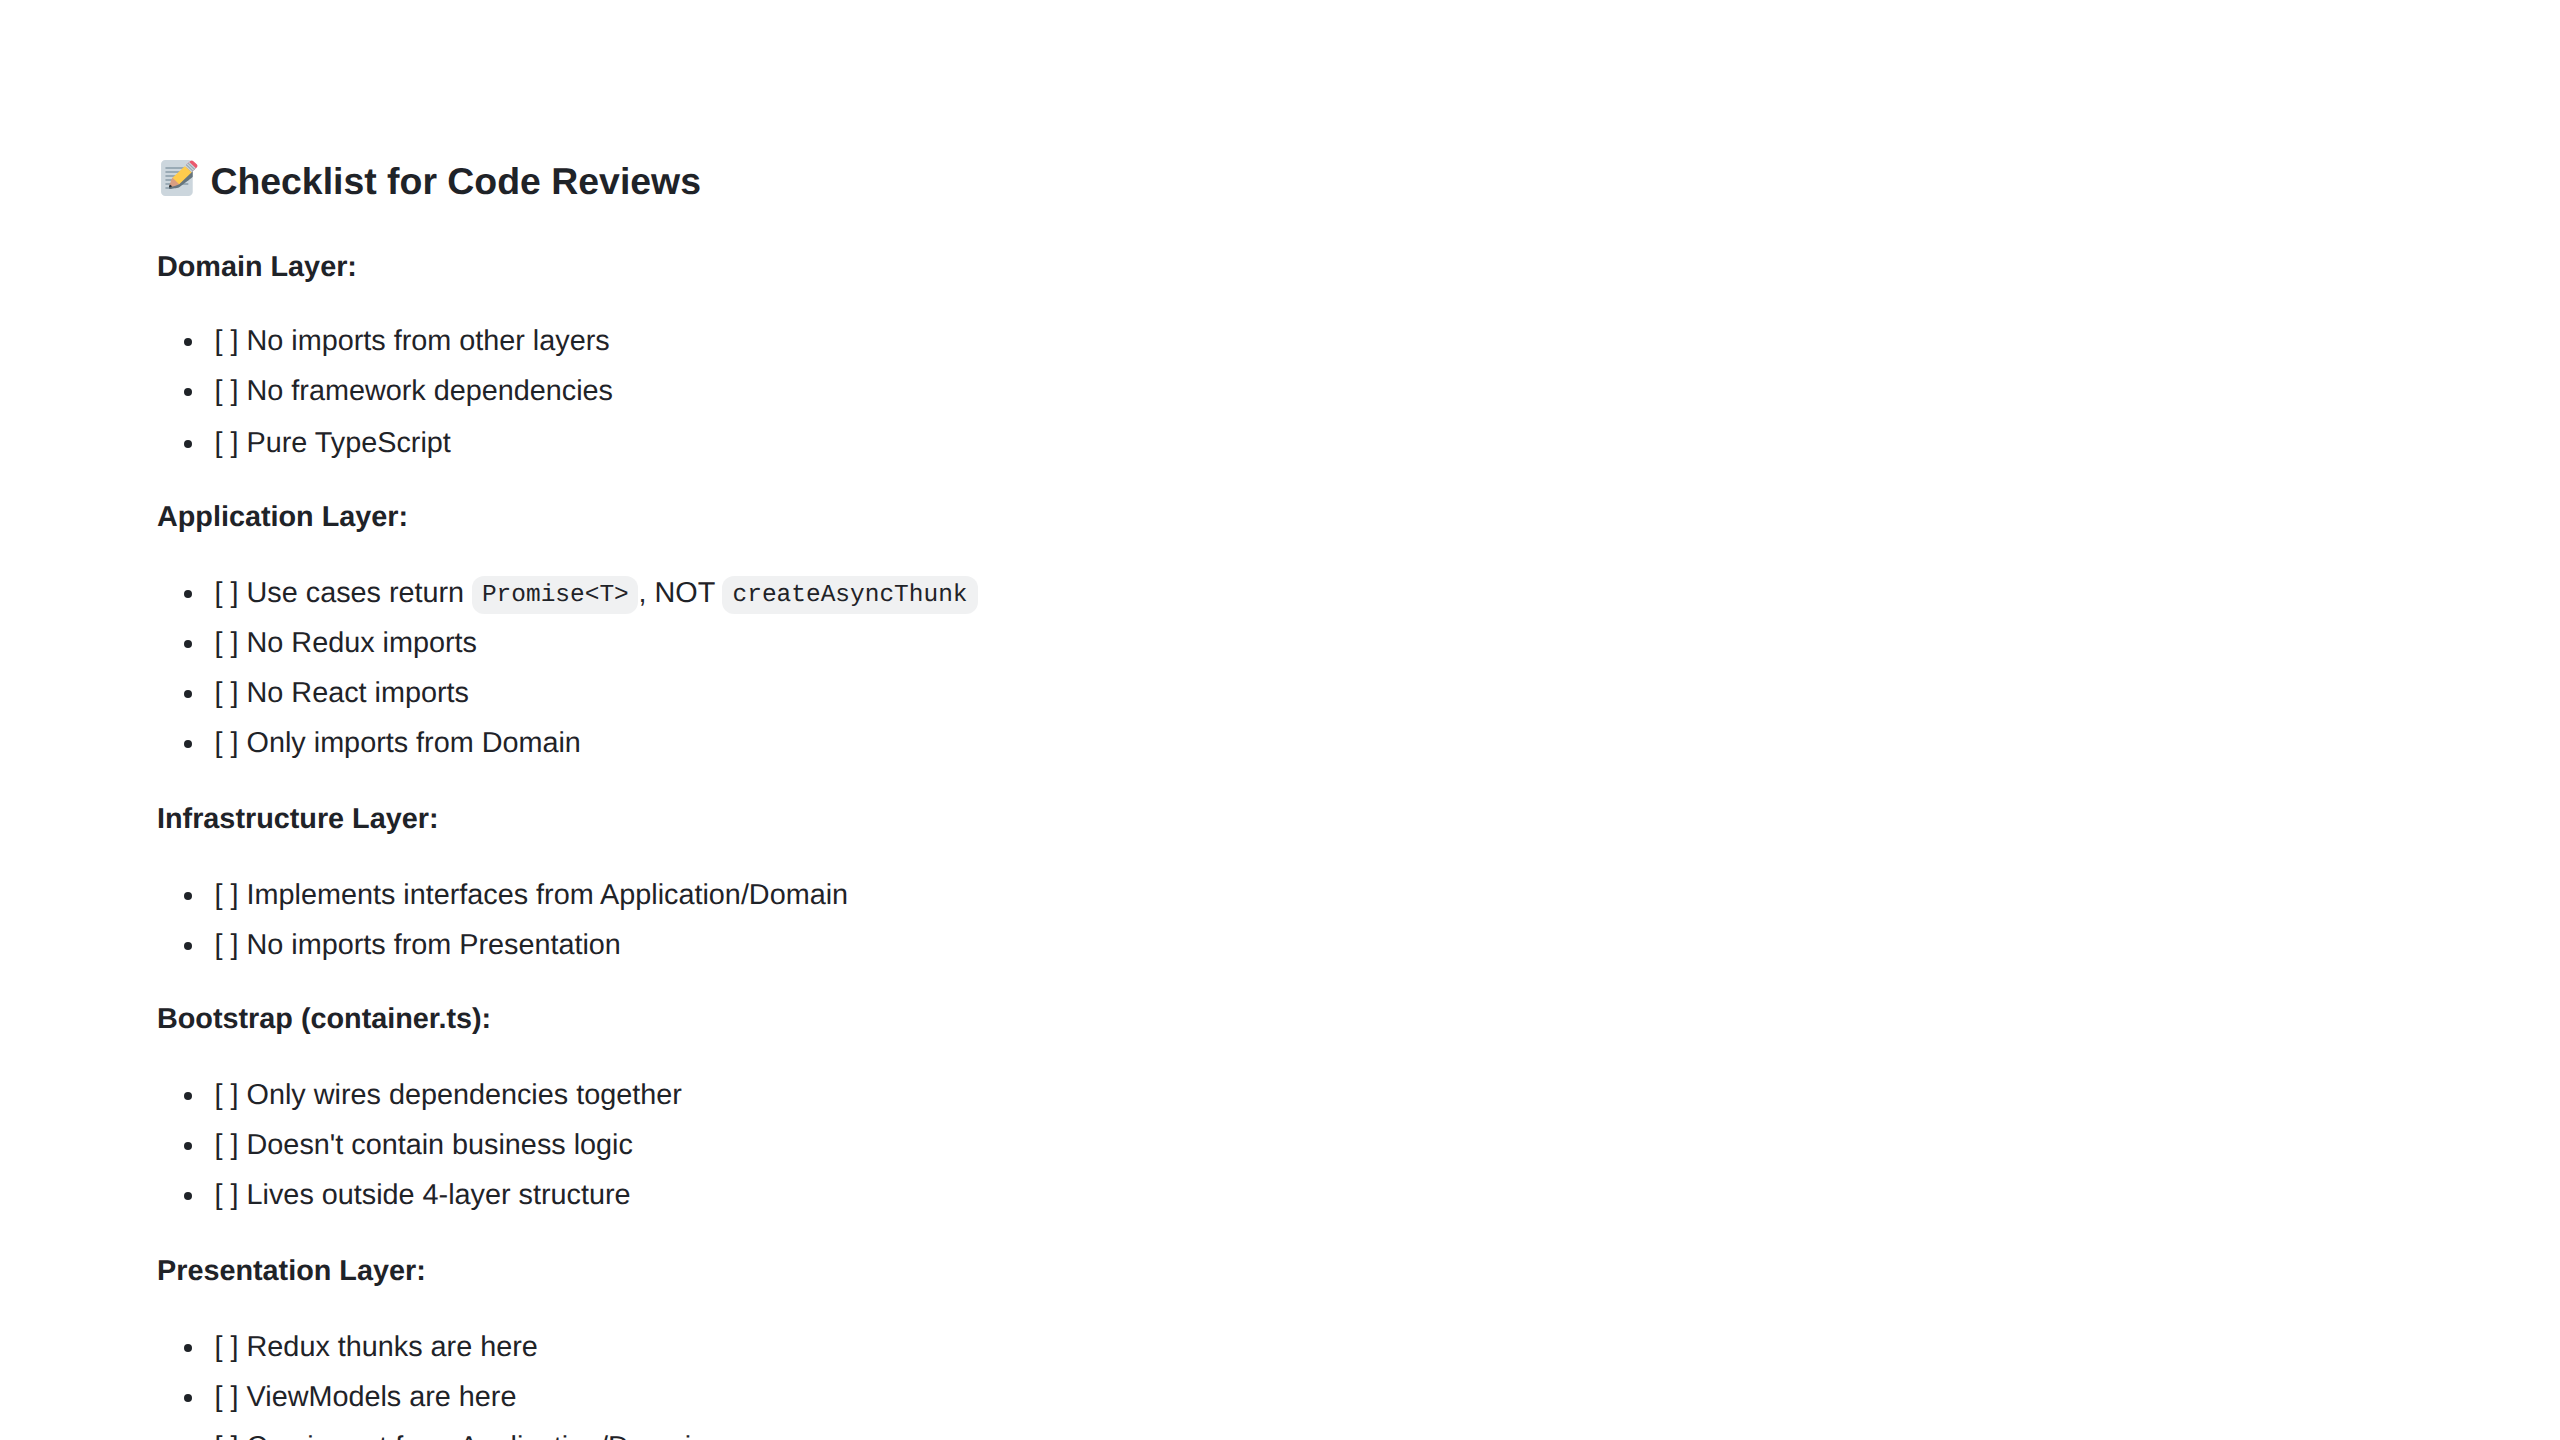 📝 Checklist for Code Reviews
Domain Layer:
• [ ] No imports from other layers
• [ ] No framework dependencies
• [ ] Pure TypeScript
Application Layer:
• [ ] Use cases return Promise<T>, NOT createAsyncThunk
• [ ] No Redux imports
• [ ] No React imports
• [ ] Only imports from Domain
Infrastructure Layer:
• [ ] Implements interfaces from Application/Domain
• [ ] No imports from Presentation
Bootstrap (container.ts):
• [ ] Only wires dependencies together
• [ ] Doesn't contain business logic
• [ ] Lives outside 4-layer structure
Presentation Layer:
• [ ] Redux thunks are here
• [ ] ViewModels are here